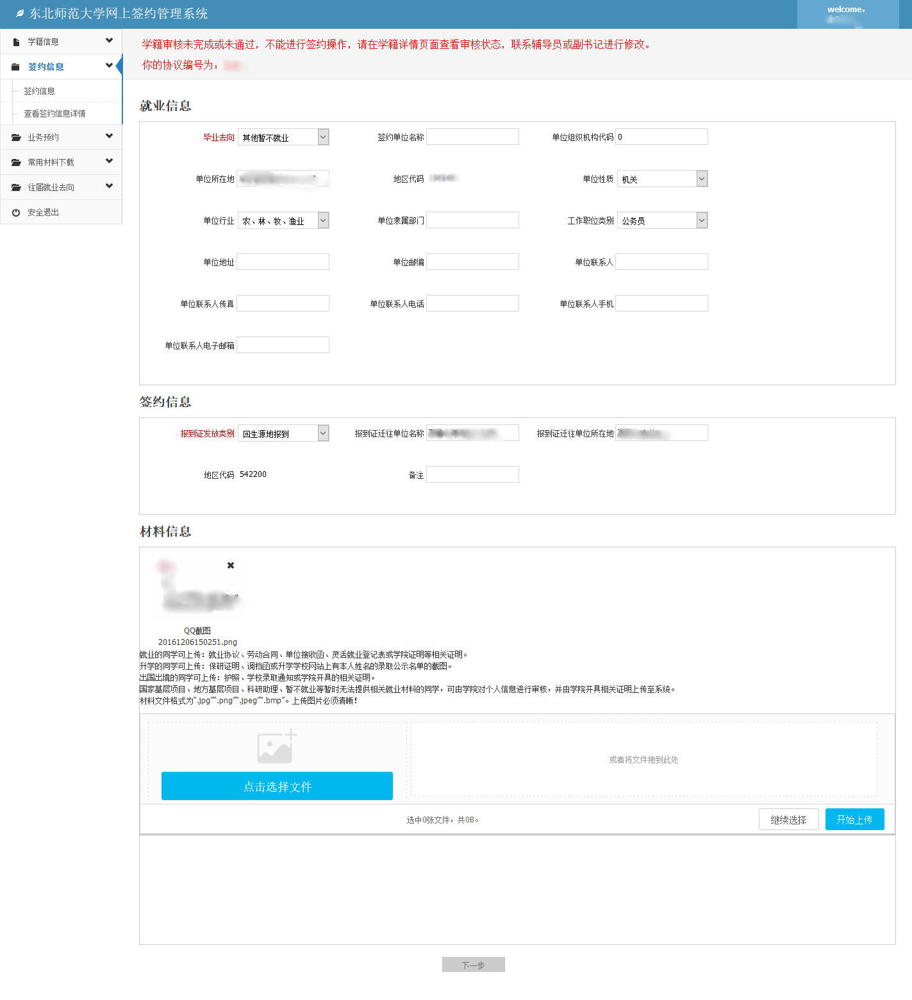 东北师范大学网上签约管理系统
welcome,
学籍信息
签约信息
签约信息
查看签约信息详情
业务预约
常用材料下载
往届就业去向
安全退出
学籍审核未完成或未通过，不能进行签约操作，请在学籍详情页面查看审核状态，联系辅导员或副书记进行修改。
你的协议编号为：
就业信息
毕业去向 其他暂不就业 签约单位名称 单位组织机构代码 0
单位所在地 地区代码 单位性质 机关
单位行业 农、林、牧、渔业 单位隶属部门 工作职位类别 公务员
单位地址 单位邮编 单位联系人
单位联系人传真 单位联系人电话 单位联系人手机
单位联系人电子邮箱
签约信息
报到证发放类别 回生源地报到 报到证迁往单位名称 报到证迁往单位所在地
地区代码 542200 备注
材料信息
QQ截图
20161206150251.png
就业的同学可上传：就业协议、劳动合同、单位接收函、灵活就业登记表或学院证明等相关证明。
升学的同学可上传：保研证明、调档函或升学学校网站上有本人姓名的录取公示名单的截图。
出国出境的同学可上传：护照、学校录取通知或学院开具的相关证明。
国家基层项目、地方基层项目、科研助理、暂不就业等暂时无法提供相关就业材料的同学，可由学院对个人信息进行审核，并由学院开具相关证明上传至系统。
材料文件格式为“.jpg”“.png”“.jpeg”“.bmp”。上传图片必须清晰！
点击选择文件
或者将文件拖到此处
选中0张文件，共0B。
继续选择 开始上传
下一步